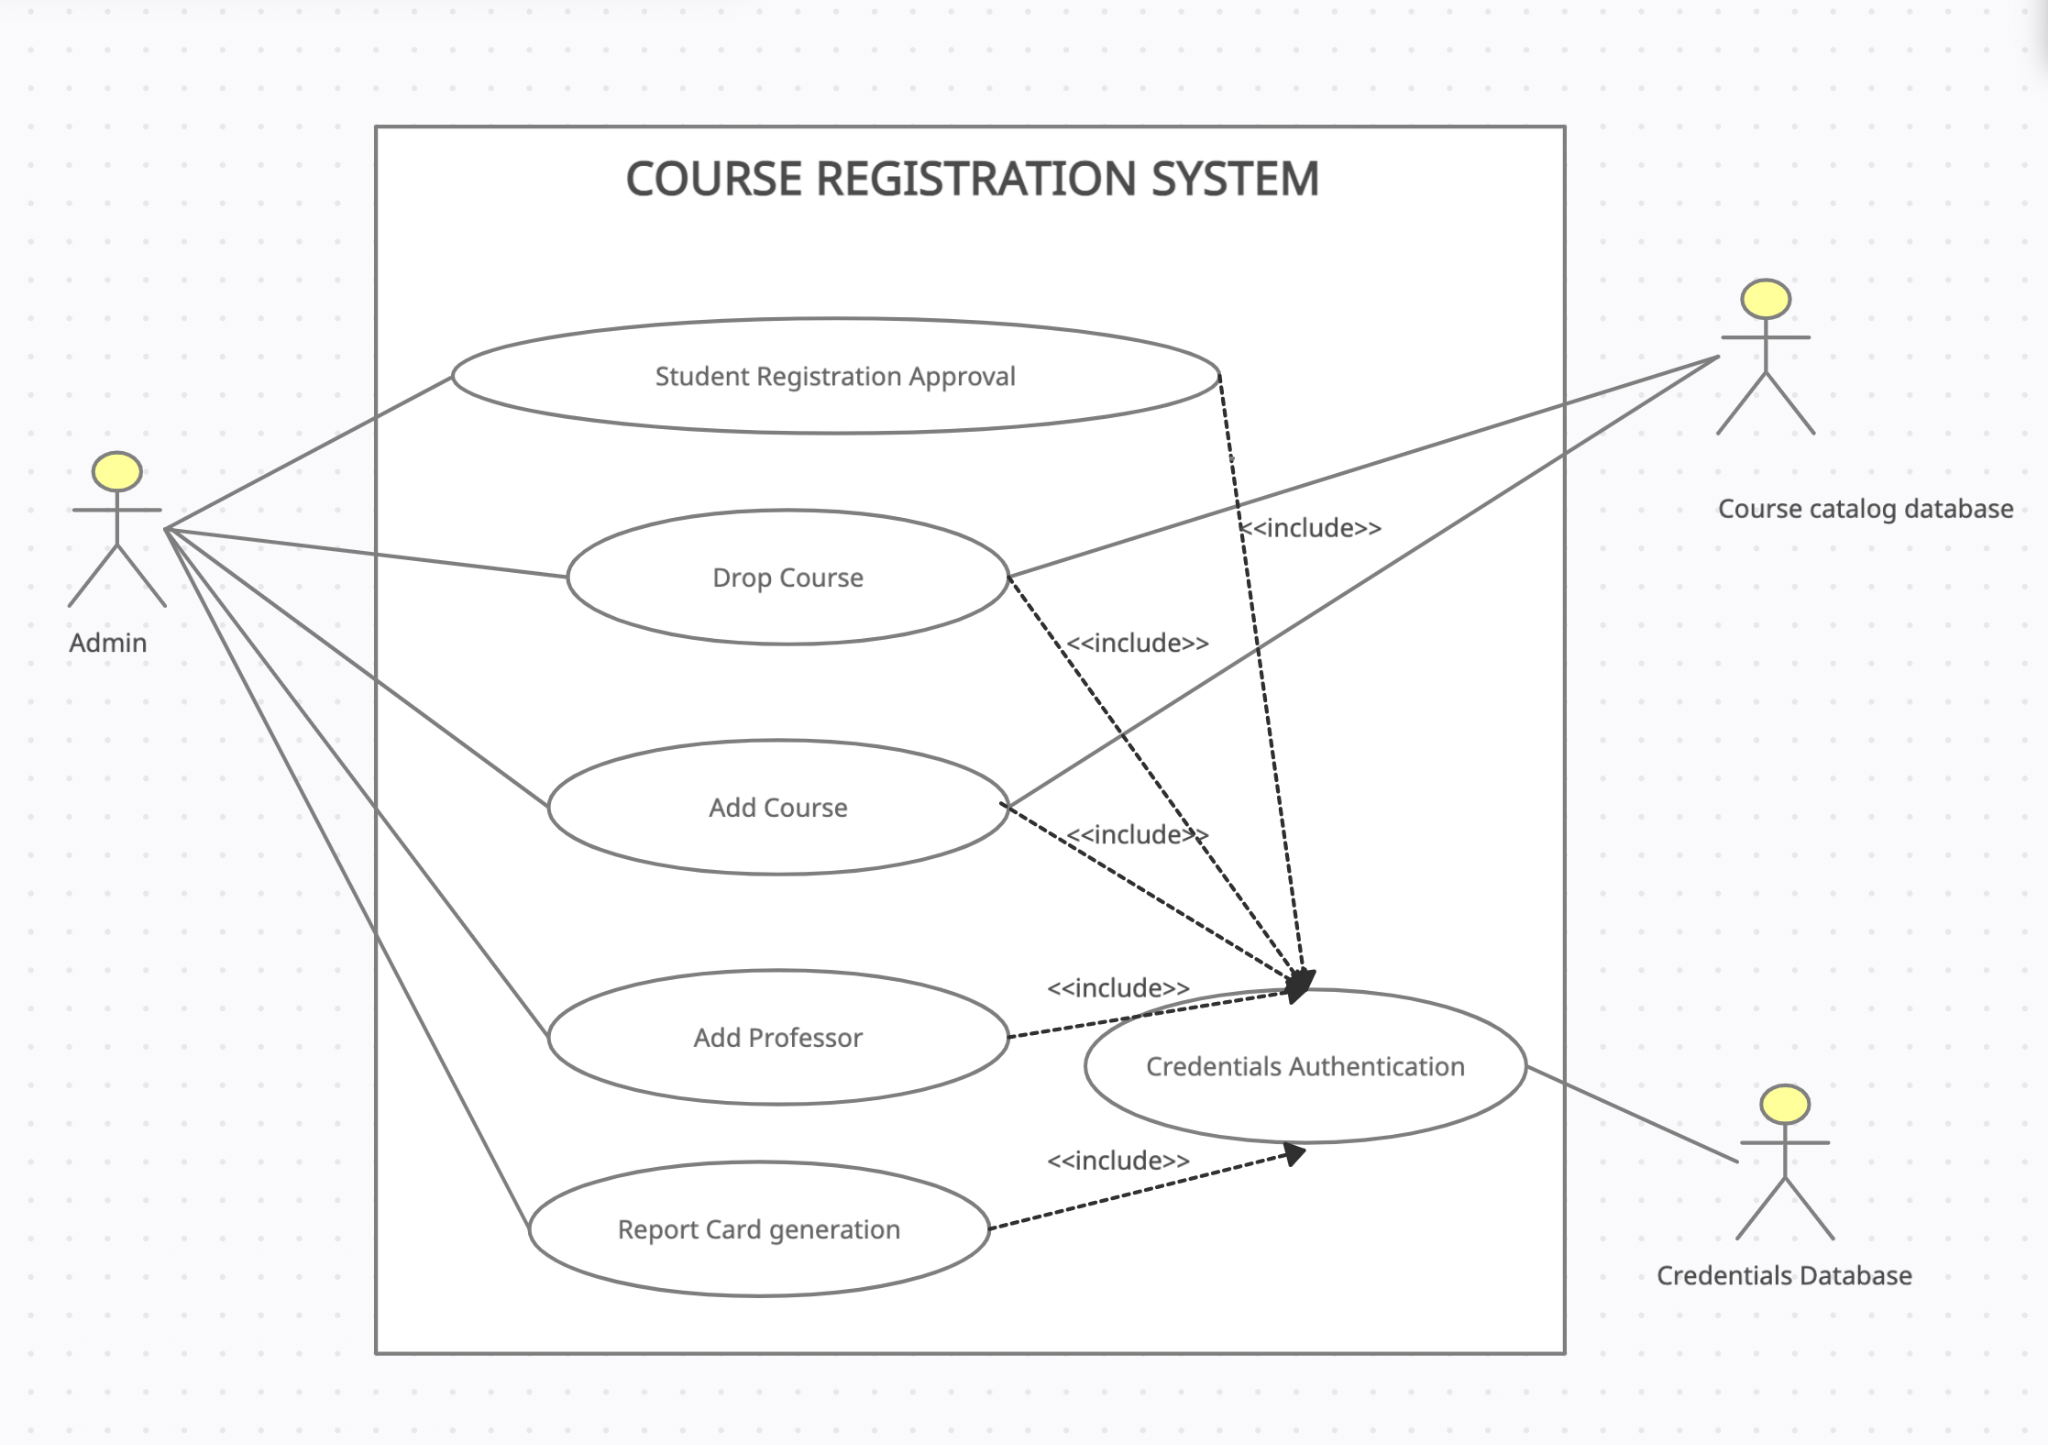 COURSE REGISTRATION SYSTEM
Student Registration Approval
Course catalog database
<<include>>
Drop Course
Admin
<<include>>
Add Course
<<include>>
<<include>>
Add Professor
Credentials Authentication
<<include>>
Report Card generation
Credentials Database